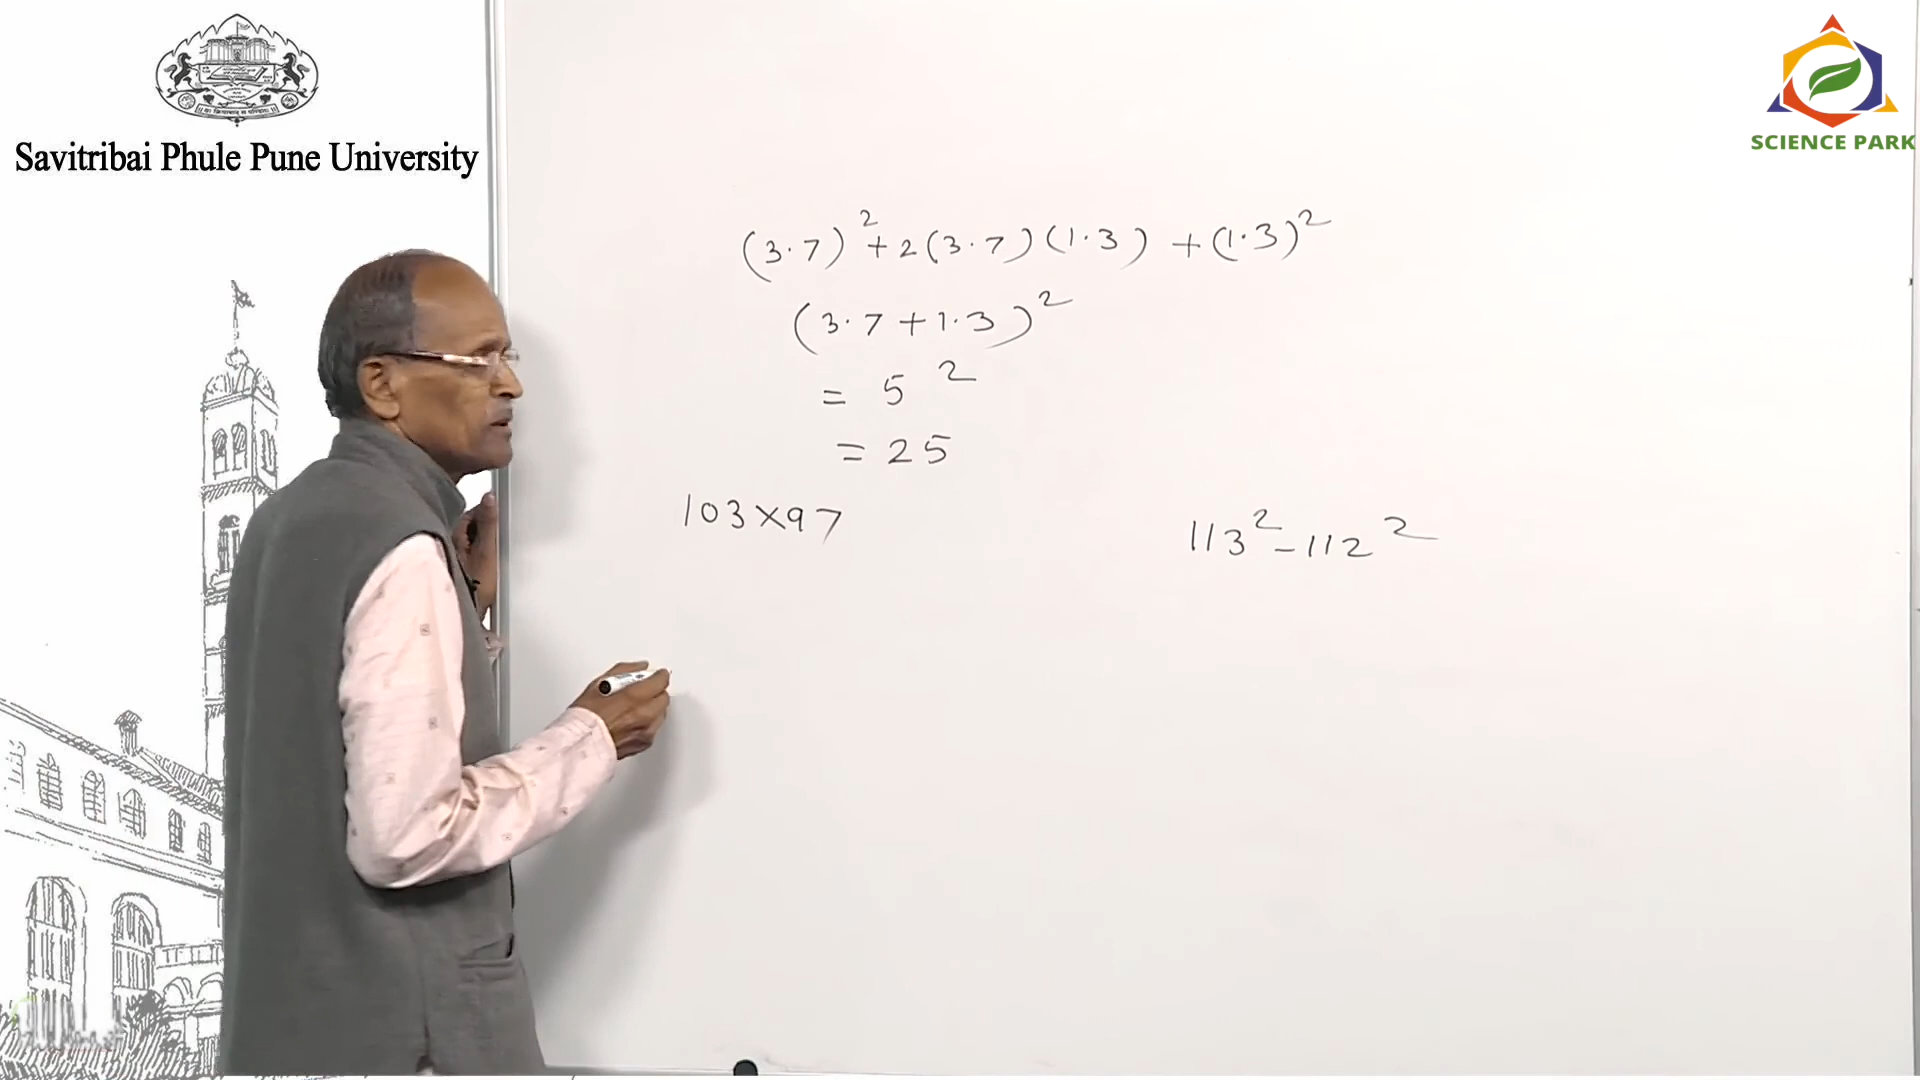 Savitribai Phule Pune University
SCIENCE PARK
(3.7)² + 2(3.7)(1.3) + (1.3)²
(3.7+1.3)²
= 5²
= 25
103×97
113² - 112²